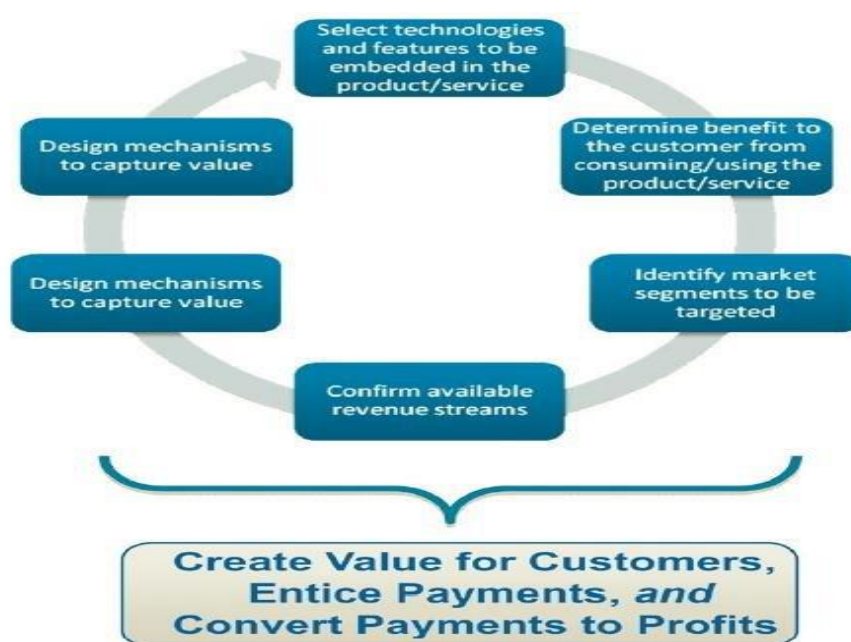 Select technologies
and features to be
embedded in the
product/service
Determine benefit to
the customer from
consuming/using the
product/service
Identify market
segments to be
targeted
Confirm available
revenue streams
Design mechanisms
to capture value
Design mechanisms
to capture value
Create Value for Customers,
Entice Payments, and
Convert Payments to Profits